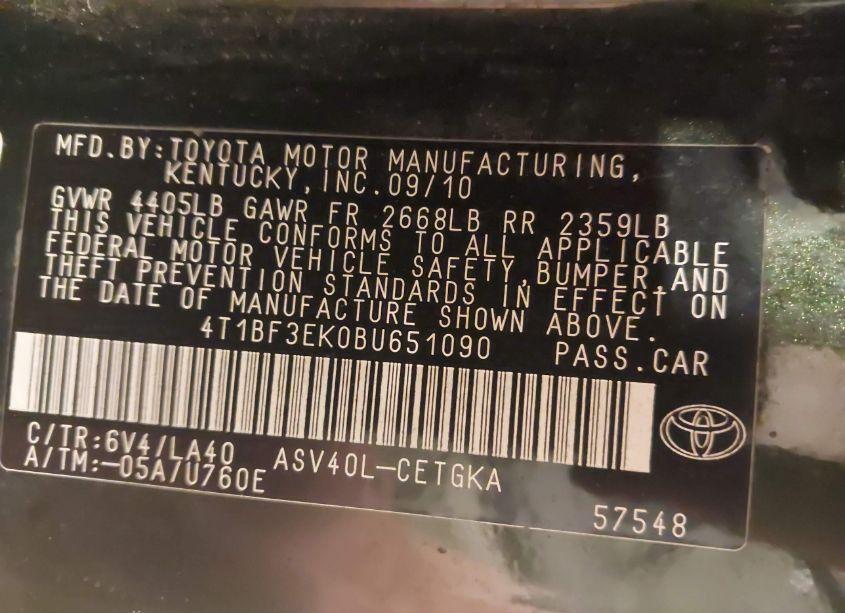 MFD.BY:TOYOTA MOTOR MANUFACTURING,
KENTUCKY,INC.09/10
GVWR 4405LB GAWR FR 2668LB RR 2359LB
THIS VEHICLE CONFORMS TO ALL APPLICABLE
FEDERAL MOTOR VEHICLE SAFETY,BUMPER,AND
THEFT PREVENTION STANDARDS IN EFFECT ON
THE DATE OF MANUFACTURE SHOWN ABOVE.
4T1BF3EK0BU651090 PASS.CAR
C/TR:6V4/LA40 ASV40L-CETGKA
A/TM:-05A/U760E
57548